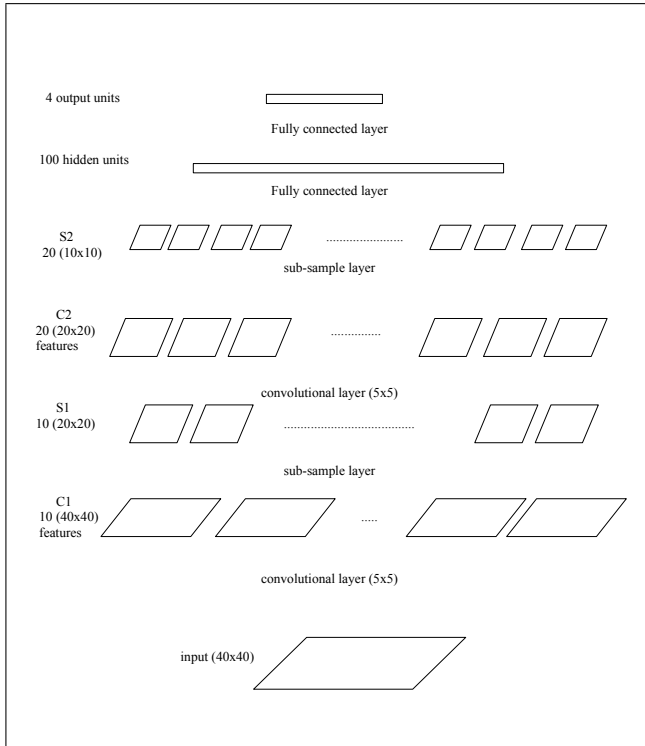 4 output units
Fully connected layer
100 hidden units
Fully connected layer
S2
20 (10x10)
sub-sample layer
C2
20 (20x20)
features
convolutional layer (5x5)
S1
10 (20x20)
sub-sample layer
C1
10 (40x40)
features
convolutional layer (5x5)
input (40x40)